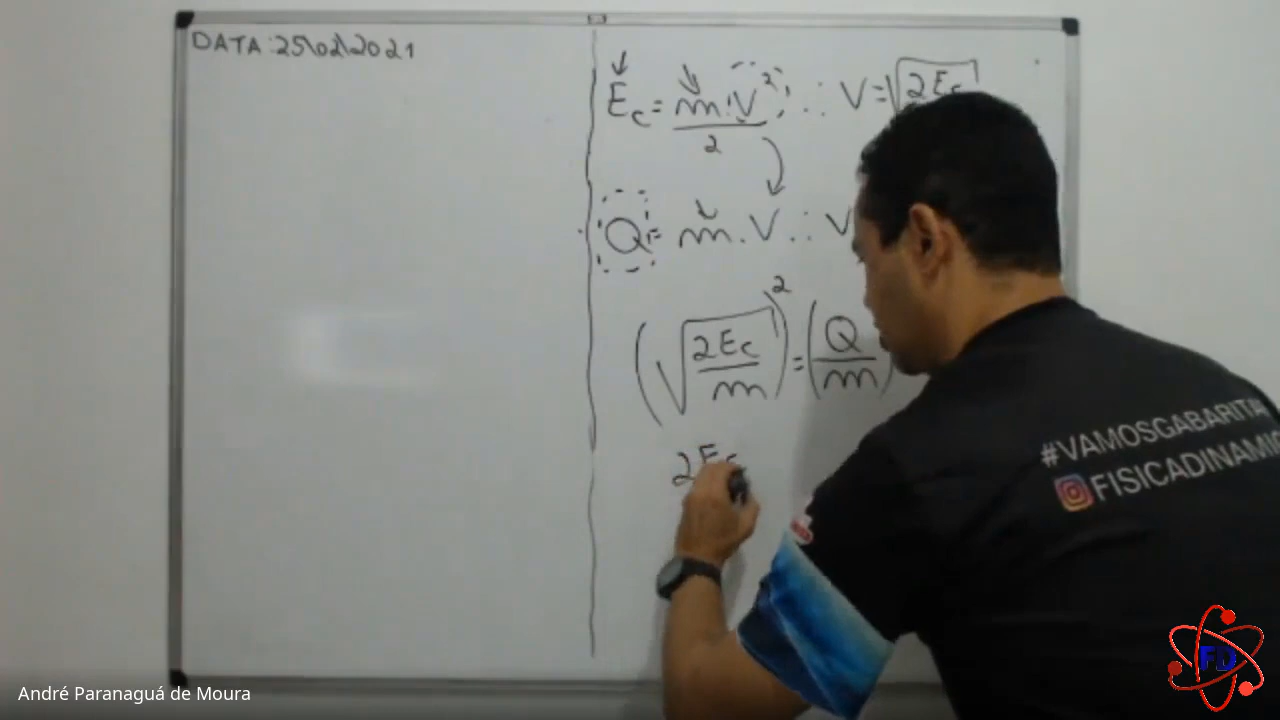 DATA: 25\02\2021
Ec = m.V² / 2 ∴ V = √2Ec
Q = m.V ∴ V
(√(2Ec/m))² = (Q/m)
2Ec
#VAMOSGABARITA
FISICADINAMIC
FD
André Paranaguá de Moura